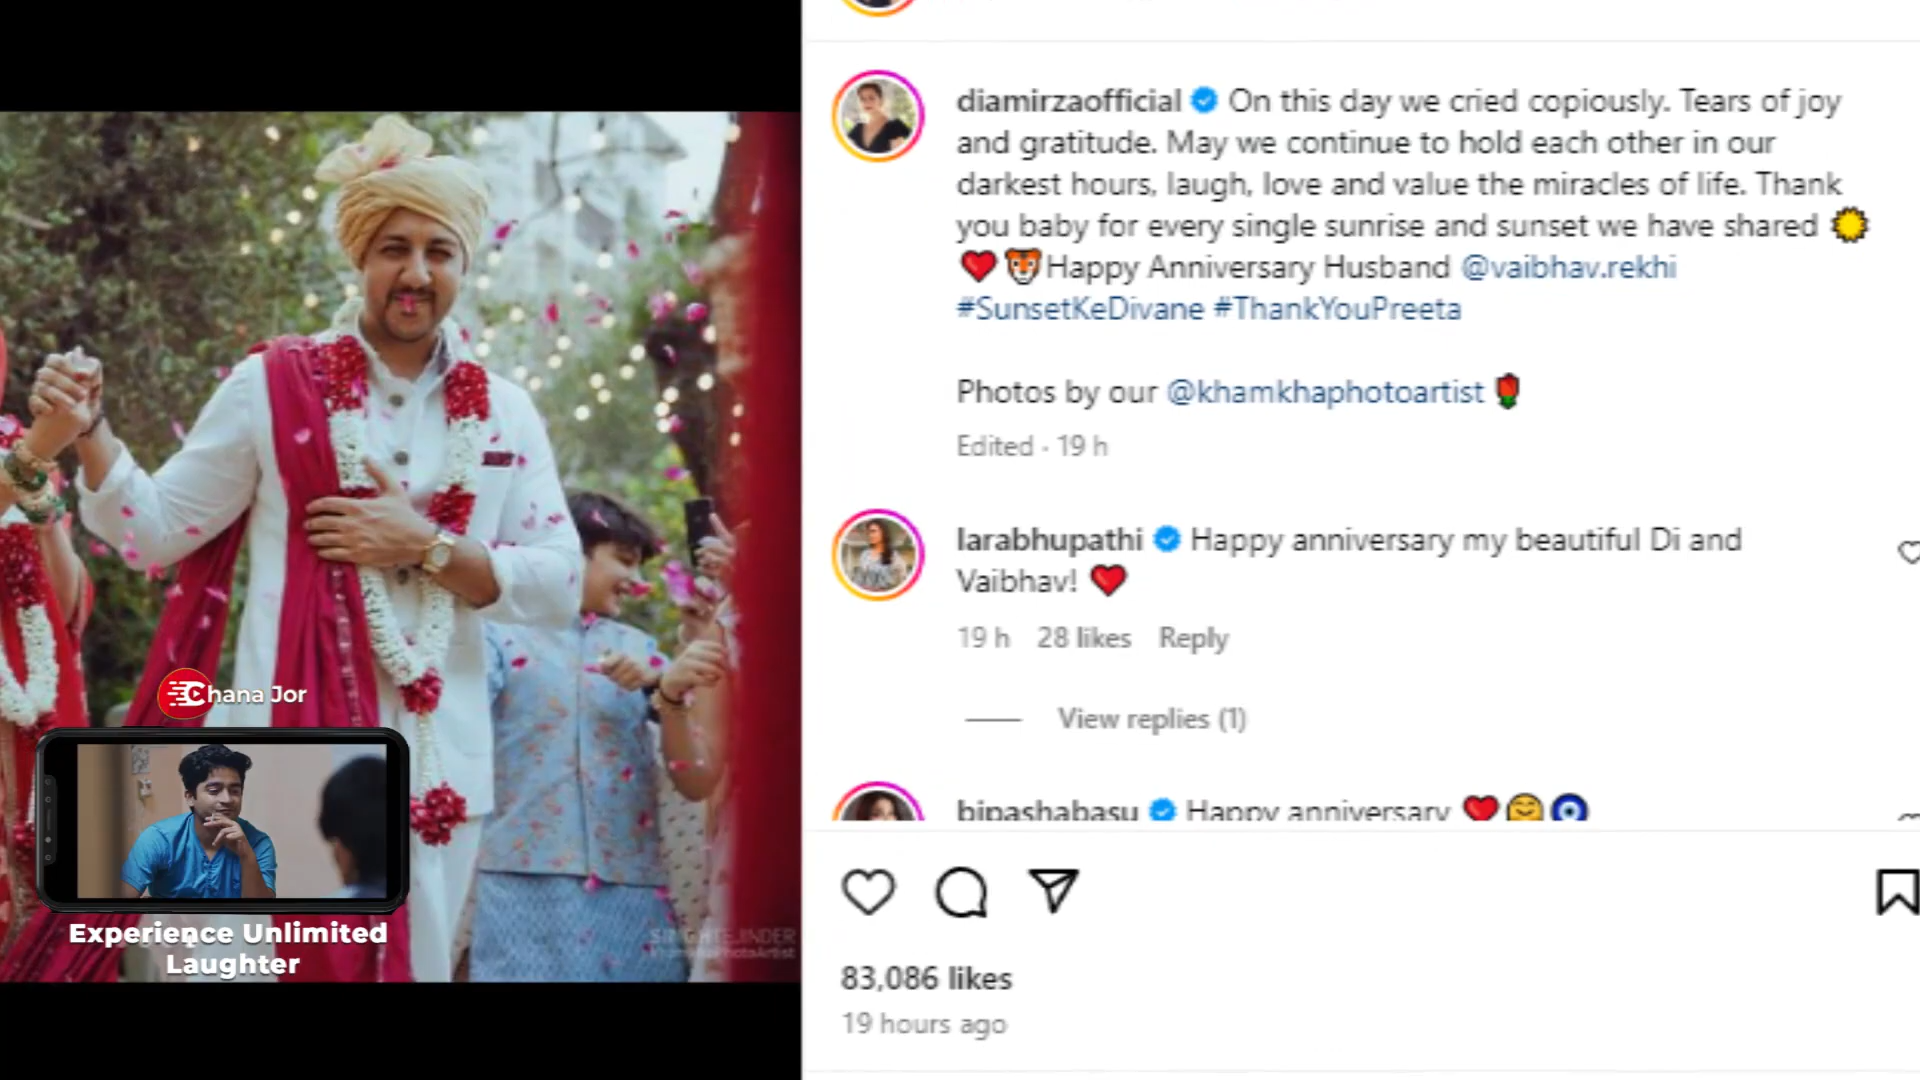 Chana Jor
Experience Unlimited
Laughter
diamirzaofficial On this day we cried copiously. Tears of joy
and gratitude. May we continue to hold each other in our
darkest hours, laugh, love and value the miracles of life. Thank
you baby for every single sunrise and sunset we have shared 🌟
❤️🐯Happy Anniversary Husband @vaibhav.rekhi
#SunsetKeDivane #ThankYouPreeta
Photos by our @khamkhaphotoartist 🌹
Edited · 19 h
larabhupathi Happy anniversary my beautiful Di and
Vaibhav! ❤️
19 h 28 likes Reply
View replies (1)
bipashabasu Happy anniversary ❤️🤗🧿
83,086 likes
19 hours ago